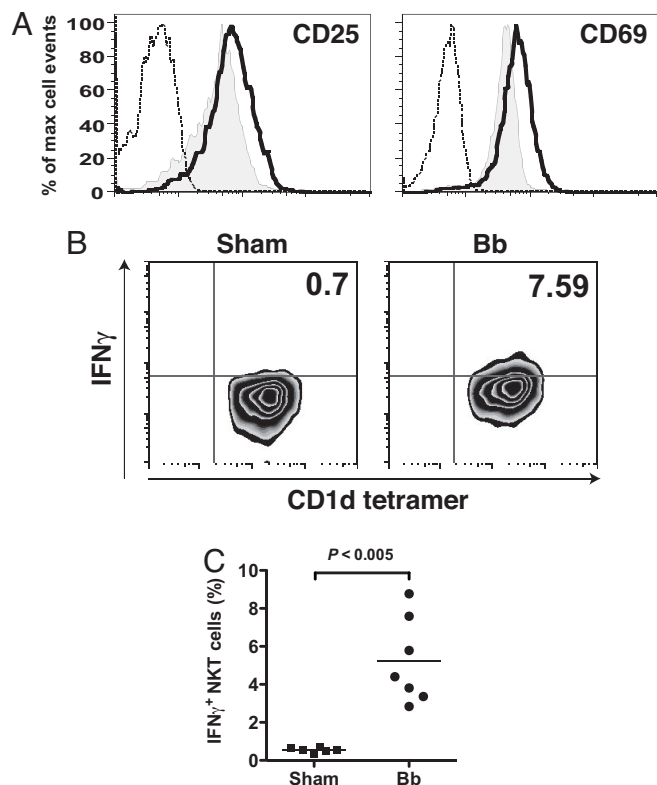 A
CD25
CD69
% of max cell events
100
80
60
40
20
0
B
Sham
Bb
0.7
7.59
IFNγ
CD1d tetramer
C
P < 0.005
IFNγ+ NKT cells (%)
10
8
6
4
2
0
Sham
Bb